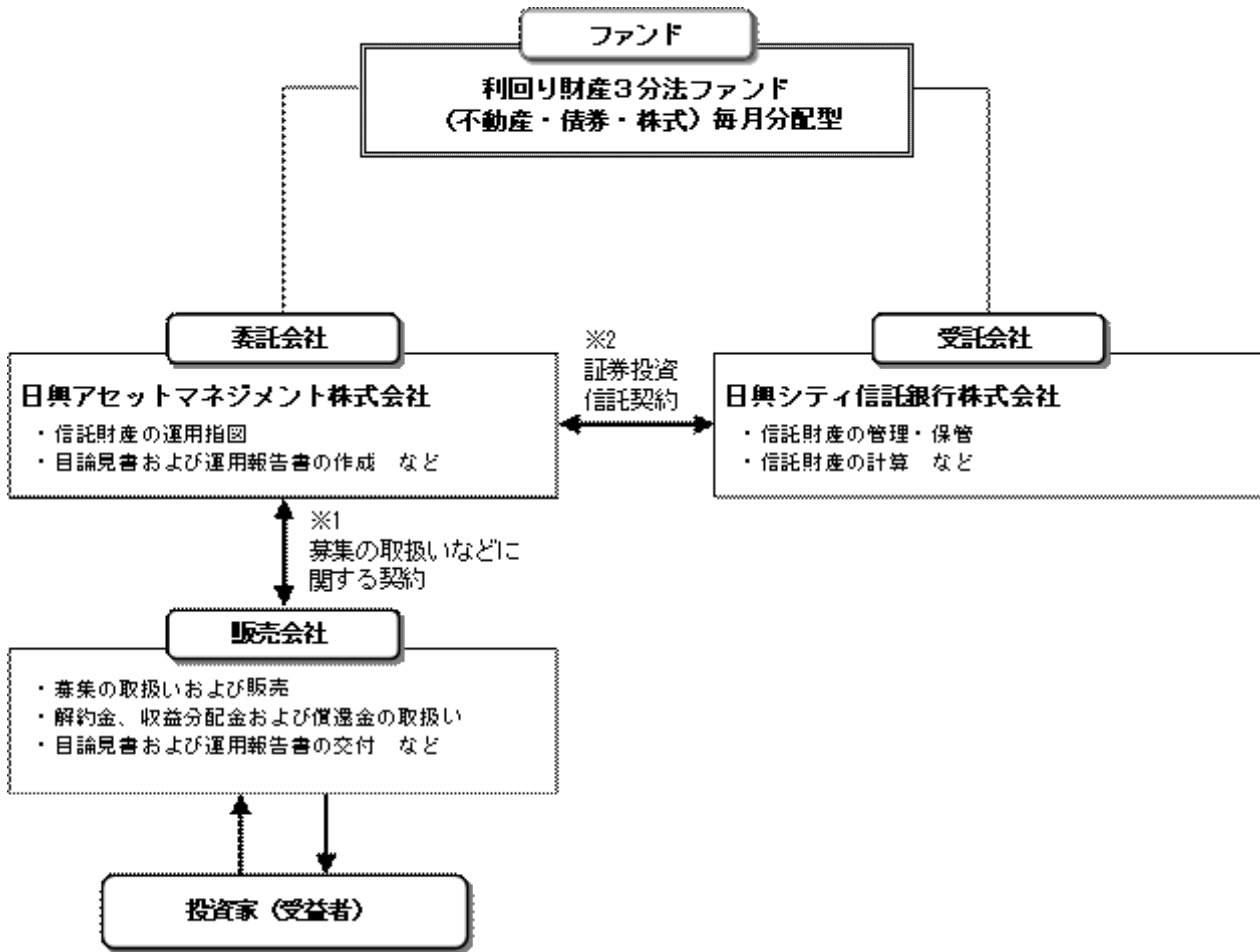 ファンド
利回り財産3分法ファンド
(不動産・債券・株式)毎月分配型
委託会社
日興アセットマネジメント株式会社
・信託財産の運用指図
・目論見書および運用報告書の作成 など
※2
証券投資
信託契約
受託会社
日興シティ信託銀行株式会社
・信託財産の管理・保管
・信託財産の計算 など
※1
募集の取扱いなどに
関する契約
販売会社
・募集の取扱いおよび販売
・解約金、収益分配金および償還金の取扱い
・目論見書および運用報告書の交付 など
投資家(受益者)